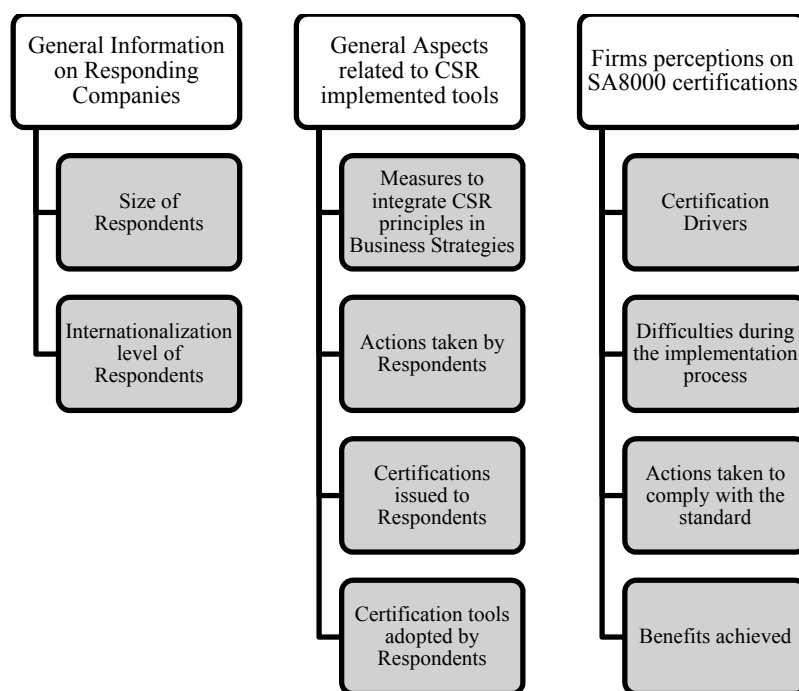 General Information
on Responding
Companies
Size of
Respondents
Internationalization
level of
Respondents
General Aspects
related to CSR
implemented tools
Measures to
integrate CSR
principles in
Business Strategies
Actions taken by
Respondents
Certifications
issued to
Respondents
Certification tools
adopted by
Respondents
Firms perceptions on
SA8000 certifications
Certification
Drivers
Difficulties during
the implementation
process
Actions taken to
comply with the
standard
Benefits achieved